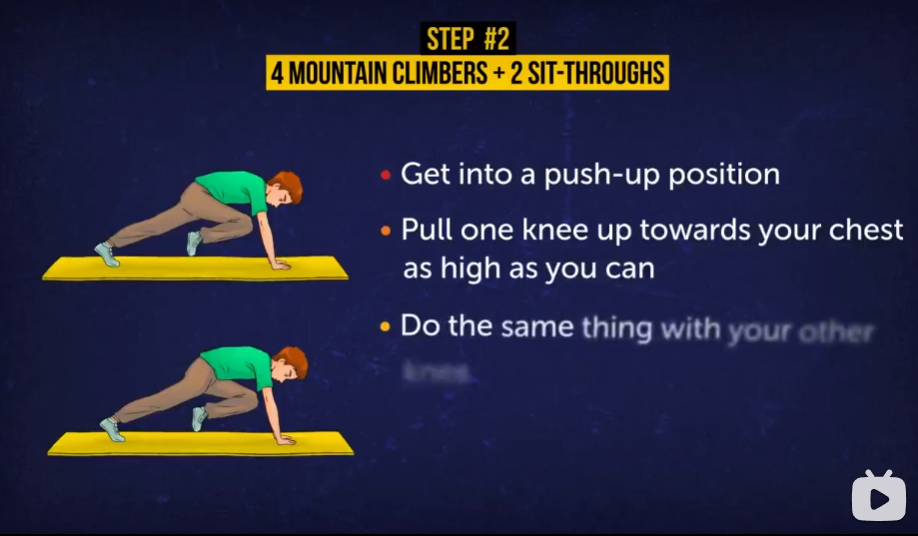 STEP #2
4 MOUNTAIN CLIMBERS + 2 SIT-THROUGHS
• Get into a push-up position
• Pull one knee up towards your chest
as high as you can
• Do the same thing with your other
knee